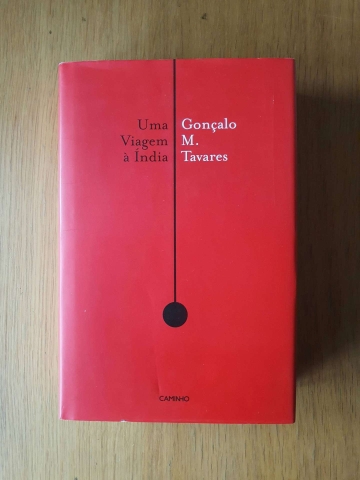 Uma
Viagem
à Índia
Gonçalo
M.
Tavares
CAMINHO